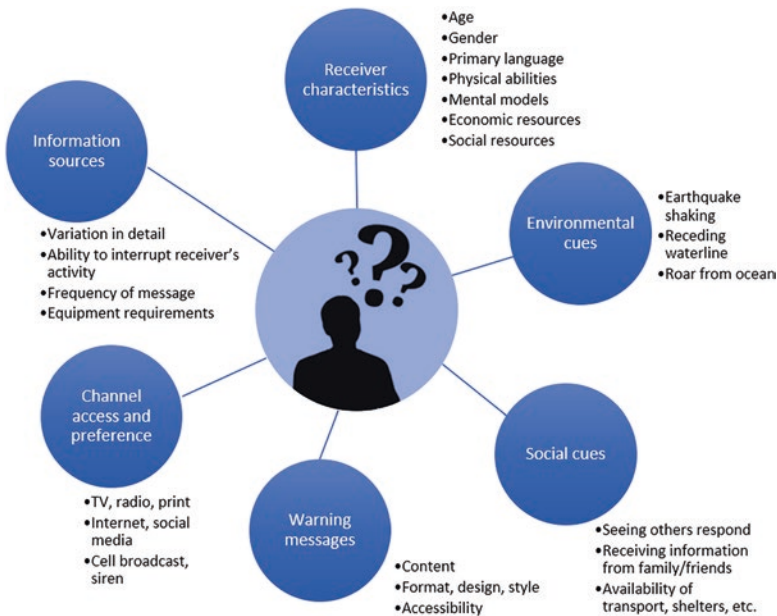 Receiver
characteristics
•Age
•Gender
•Primary language
•Physical abilities
•Mental models
•Economic resources
•Social resources
Information
sources
•Variation in detail
•Ability to interrupt receiver's
activity
•Frequency of message
•Equipment requirements
Environmental
cues
•Earthquake
shaking
•Receding
waterline
•Roar from ocean
? ? ?
Channel
access and
preference
•TV, radio, print
•Internet, social
media
•Cell broadcast,
siren
Warning
messages
•Content
•Format, design, style
•Accessibility
Social cues
•Seeing others respond
•Receiving information
from family/friends
•Availability of
transport, shelters, etc.